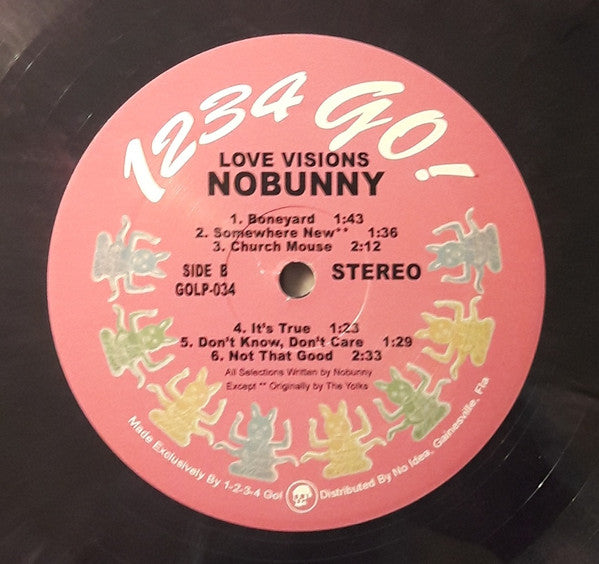 1234 GO!
LOVE VISIONS
NOBUNNY
1. Boneyard 1:43
2. Somewhere New** 1:36
3. Church Mouse 2:12
SIDE B
GOLP-034
STEREO
4. It's True 1:23
5. Don't Know, Don't Care 1:29
6. Not That Good 2:33
All Selections Written by Nobunny
Except ** Originally by The Yolks
Made Exclusively By 1-2-3-4 Go!
Distributed By No Idea, Gainesville, Fla